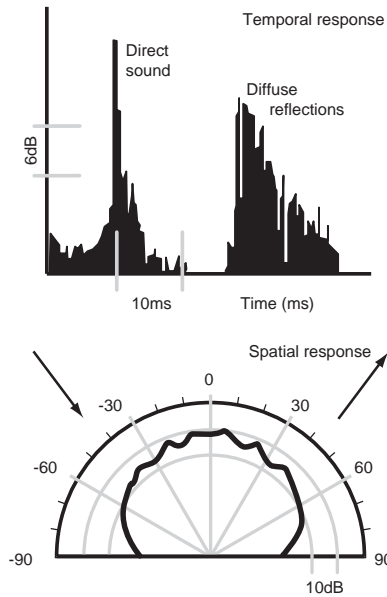 Temporal response
Direct
sound
Diffuse
reflections
6dB
10ms
Time (ms)
Spatial response
0
-30
30
-60
60
-90
90
10dB